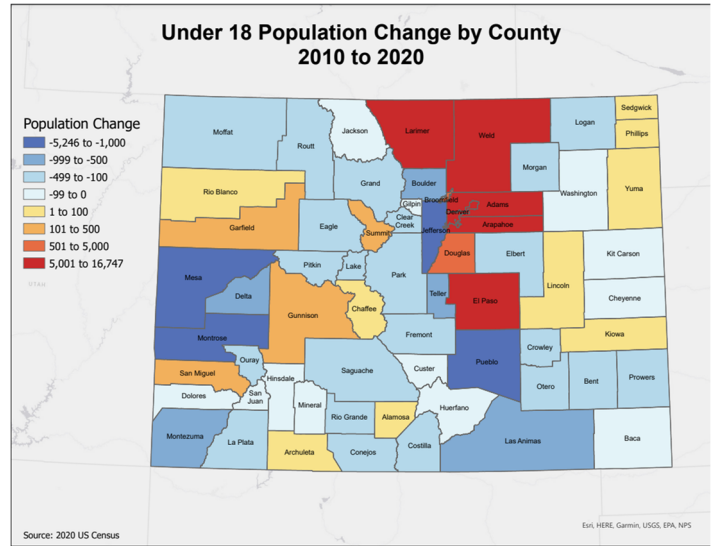 Under 18 Population Change by County
2010 to 2020
Population Change
-5,246 to -1,000
-999 to -500
-499 to -100
-99 to 0
1 to 100
101 to 500
501 to 5,000
5,001 to 16,747
Moffat
Routt
Jackson
Larimer
Weld
Logan
Sedgwick
Phillips
Morgan
Washington
Yuma
Rio Blanco
Grand
Boulder
Broomfield
Gilpin
Denver
Adams
Arapahoe
Clear
Creek
Jefferson
Garfield
Eagle
Summit
Douglas
Elbert
Kit Carson
Pitkin
Lake
Park
Mesa
Delta
Gunnison
Chaffee
Teller
El Paso
Lincoln
Cheyenne
Kiowa
Montrose
Ouray
Fremont
Crowley
Pueblo
Otero
Bent
Prowers
San Miguel
Hinsdale
Saguache
Custer
Dolores
San
Juan
Mineral
Rio Grande
Alamosa
Huerfano
Montezuma
La Plata
Archuleta
Conejos
Costilla
Las Animas
Baca
Esri, HERE, Garmin, USGS, EPA, NPS
Source: 2020 US Census